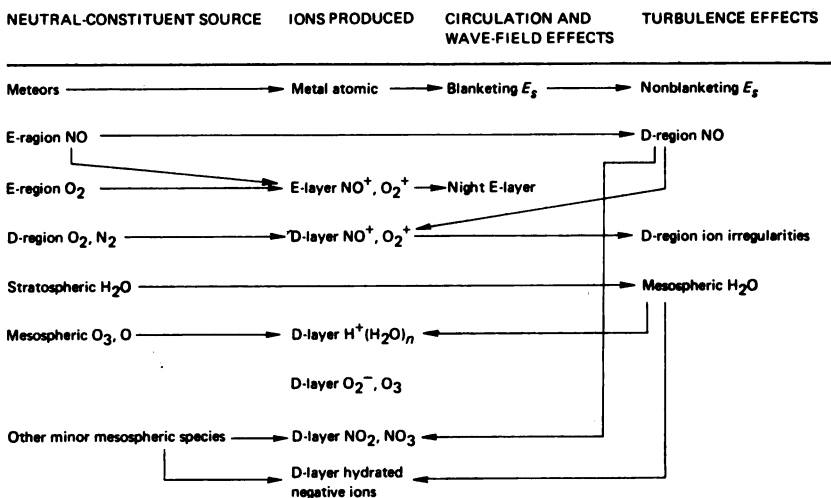 NEUTRAL-CONSTITUENT SOURCE IONS PRODUCED CIRCULATION AND WAVE-FIELD EFFECTS TURBULENCE EFFECTS
Meteors Metal atomic Blanketing Es Nonblanketing Es
E-ragion NO D-region NO
E-region O2 E-layer NO+, O2+ Night E-layer
D-region O2, N2 'D-layer NO+, O2+ D-region ion irregularities
Stratospheric H2O Mesospheric H2O
Mesospheric O3, O D-layer H+(H2O)n
D-layer O2−, O3
Other minor mesospheric species D-layer NO2, NO3
D-layer hydrated
negative ions